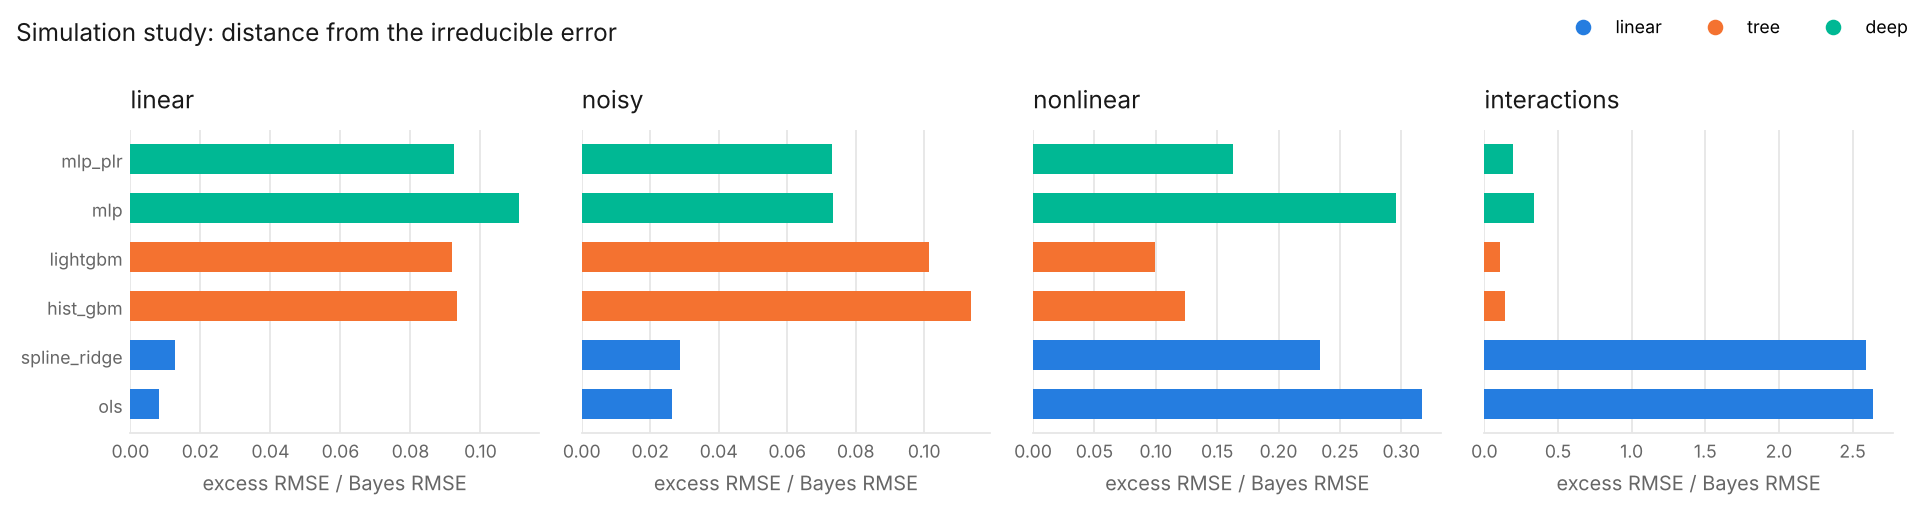 Simulation study: distance from the irreducible error
linear tree deep
linear
noisy
nonlinear
interactions
mlp_plr
mlp
lightgbm
hist_gbm
spline_ridge
ols
0.00 0.02 0.04 0.06 0.08 0.10
0.00 0.02 0.04 0.06 0.08 0.10
0.00 0.05 0.10 0.15 0.20 0.25 0.30
0.0 0.5 1.0 1.5 2.0 2.5
excess RMSE / Bayes RMSE
excess RMSE / Bayes RMSE
excess RMSE / Bayes RMSE
excess RMSE / Bayes RMSE